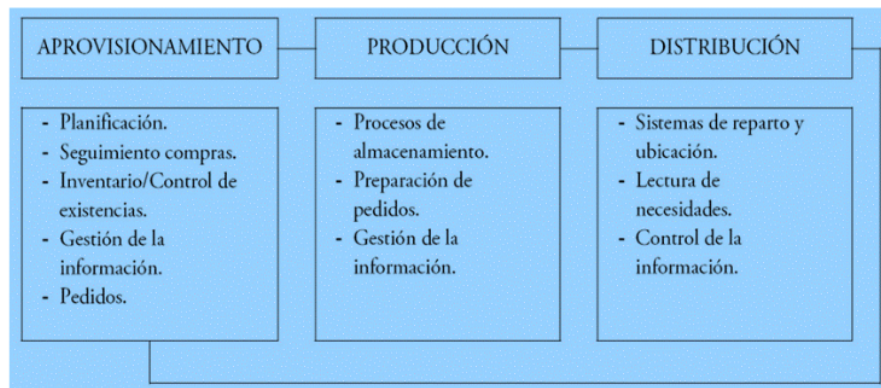 APROVISIONAMIENTO
PRODUCCIÓN
DISTRIBUCIÓN
- Planificación.
- Seguimiento compras.
- Inventario/Control de
existencias.
- Gestión de la
información.
- Pedidos.
- Procesos de
almacenamiento.
- Preparación de
pedidos.
- Gestión de la
información.
- Sistemas de reparto y
ubicación.
- Lectura de
necesidades.
- Control de la
información.